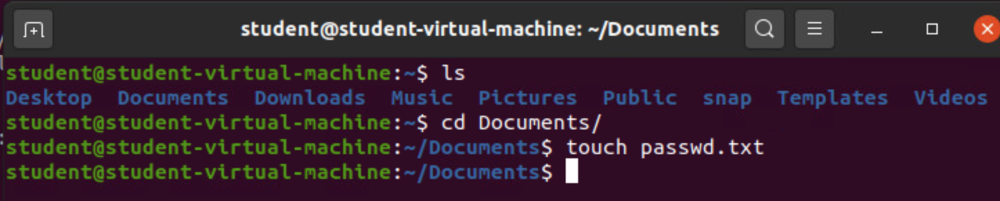 student@student-virtual-machine: ~/Documents
student@student-virtual-machine:~$ ls
Desktop Documents Downloads Music Pictures Public snap Templates Videos
student@student-virtual-machine:~$ cd Documents/
student@student-virtual-machine:~/Documents$ touch passwd.txt
student@student-virtual-machine:~/Documents$